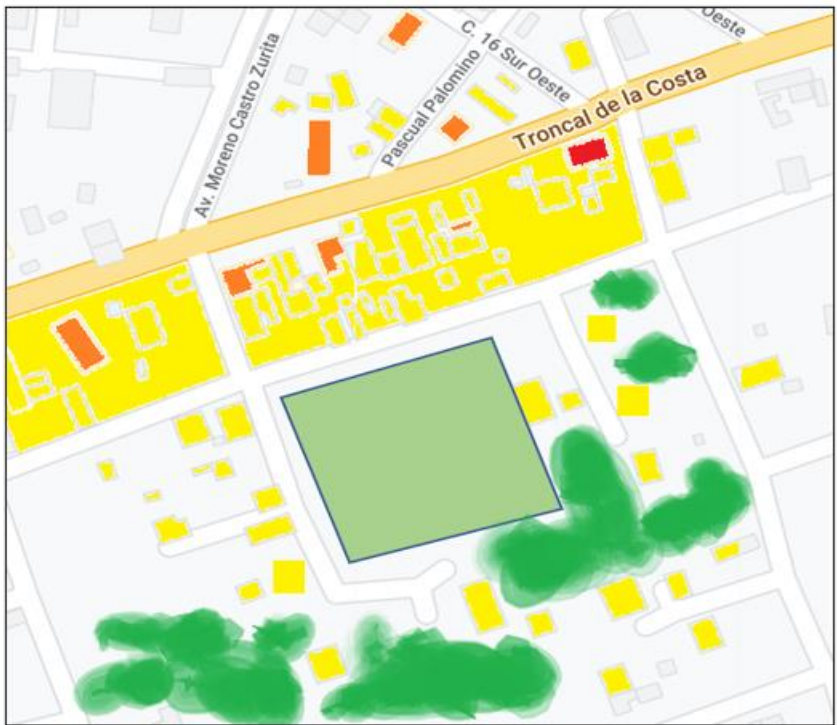 Oeste
C. 16 Sur Oeste
Av. Moreno Castro Zurita
Pascual Palomino
Troncal de la Costa